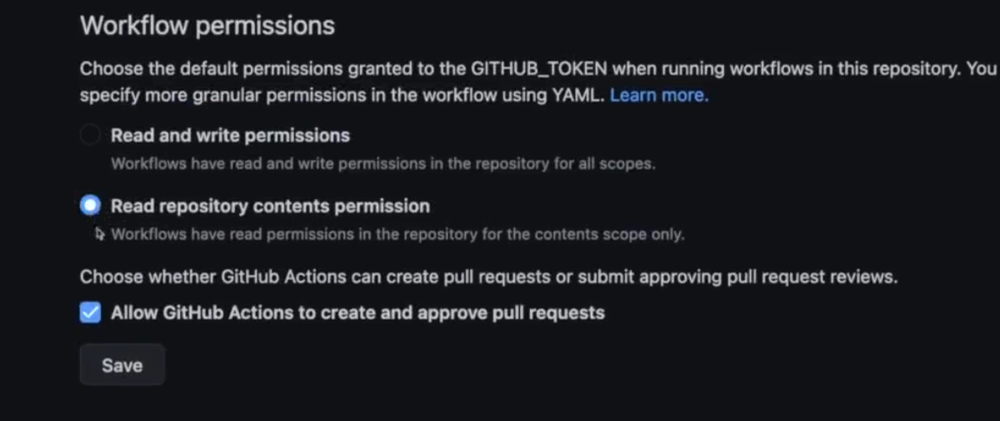 Workflow permissions
Choose the default permissions granted to the GITHUB_TOKEN when running workflows in this repository. You
specify more granular permissions in the workflow using YAML. Learn more.
Read and write permissions
Workflows have read and write permissions in the repository for all scopes.
Read repository contents permission
Workflows have read permissions in the repository for the contents scope only.
Choose whether GitHub Actions can create pull requests or submit approving pull request reviews.
Allow GitHub Actions to create and approve pull requests
Save